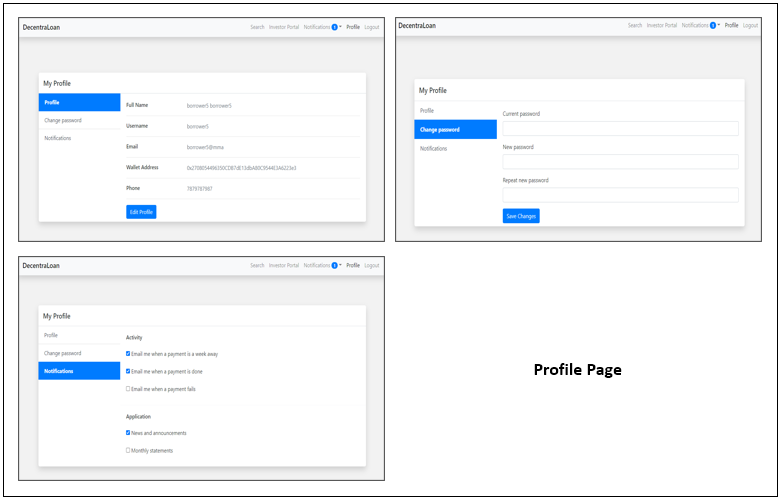 DecentraLoan
Search Investor Portal Notifications 1 Profile Logout
My Profile
Profile
Change password
Notifications
Full Name borrower5 borrower5
Username borrower5
Email borrower5@mma
Wallet Address
Phone 7879787987
Edit Profile
DecentraLoan
Search Investor Portal Notifications 1 Profile Logout
My Profile
Profile
Change password
Notifications
Current password
New password
Repeat new password
Save Changes
DecentraLoan
Search Investor Portal Notifications 1 Profile Logout
My Profile
Profile
Change password
Notifications
Activity
Email me when a payment is a week away
Email me when a payment is done
Email me when a payment fails
Application
News and announcements
Monthly statements
Profile Page